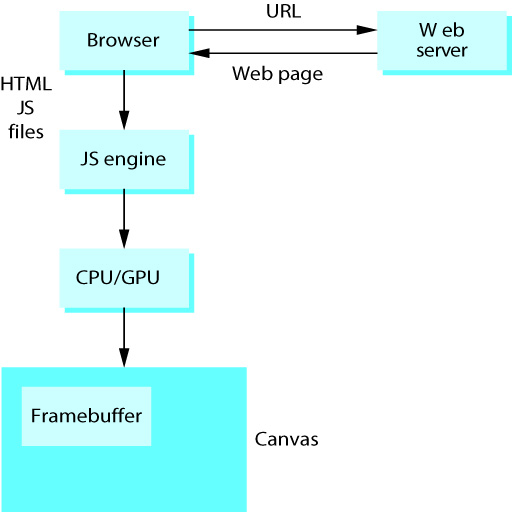 URL
Browser
W eb
server
Web page
HTML
JS
files
JS engine
CPU/GPU
Framebuffer
Canvas